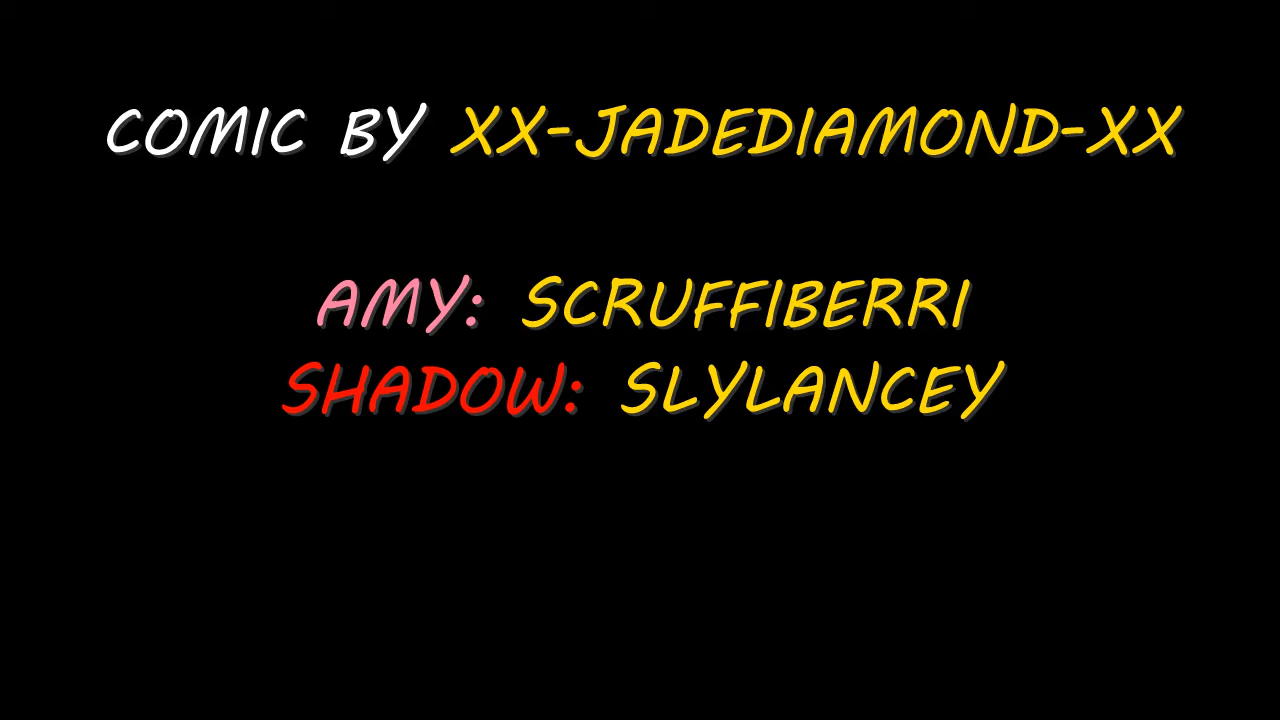 COMIC BY XX-JADEDIAMOND-XX
AMY: SCRUFFIBERRI
SHADOW: SLYLANCEY